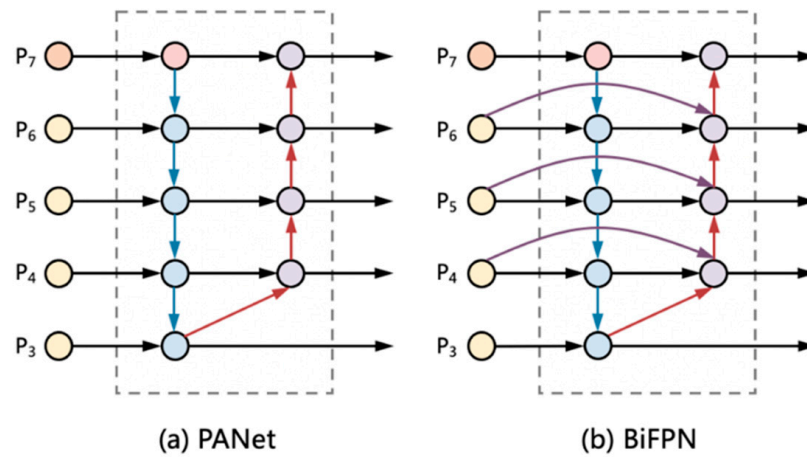 P₇ P₇
P₆ P₆
P₅ P₅
P₄ P₄
P₃ P₃
(a) PANet (b) BiFPN